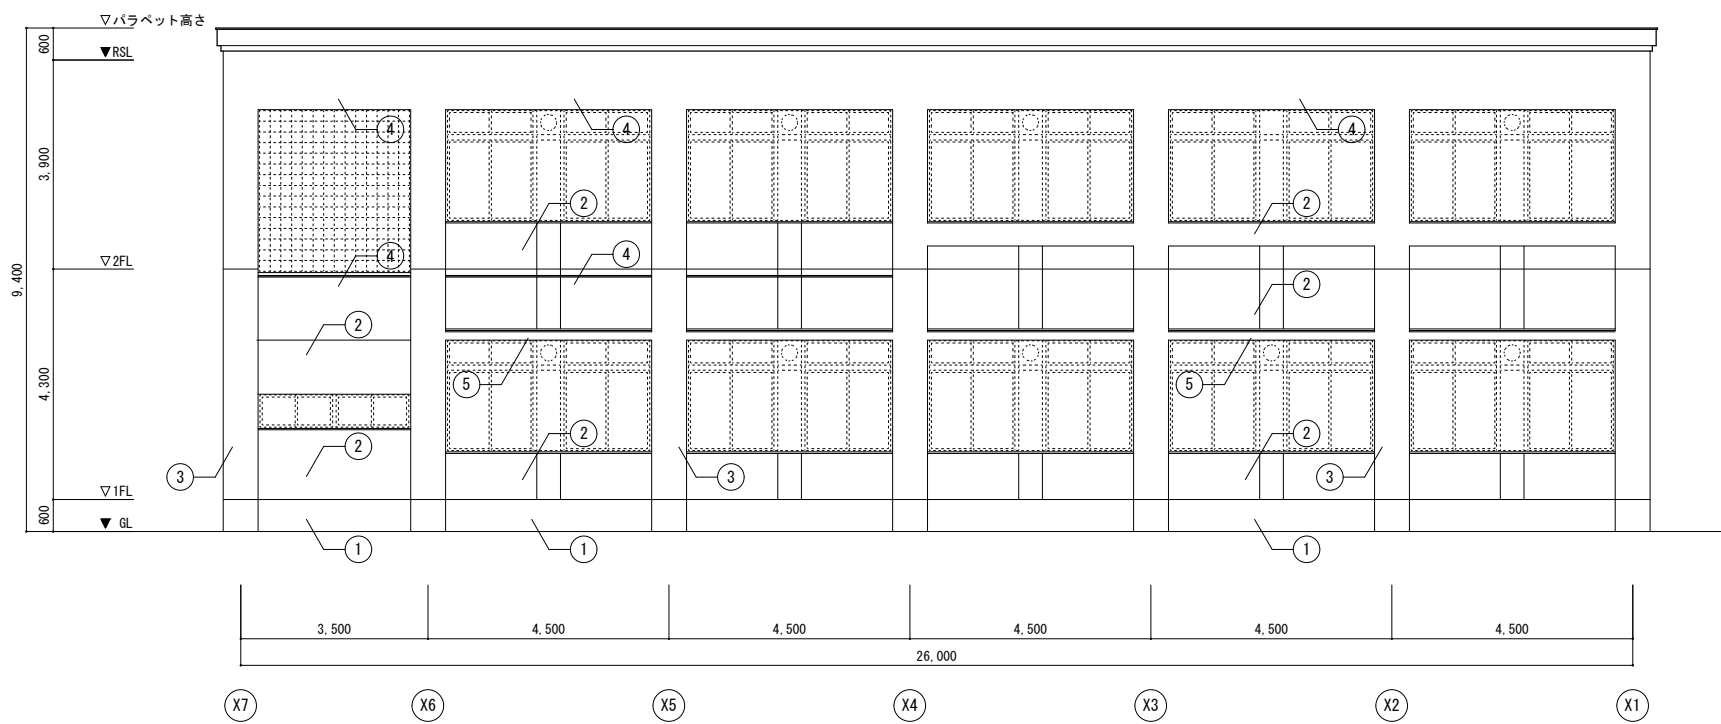 ▽パラペット高さ
600
▼RSL
④ ④ ④
3,900
② ②
④ ④
▽2FL
9,400
② ②
② 
⑤ ⑤
4,300
② ② ②
③ ③ ③
▽1FL
600
▼ GL
① ① ①
3,500 4,500 4,500 4,500 4,500 4,500
26,000
X7 X6 X5 X4 X3 X2 X1